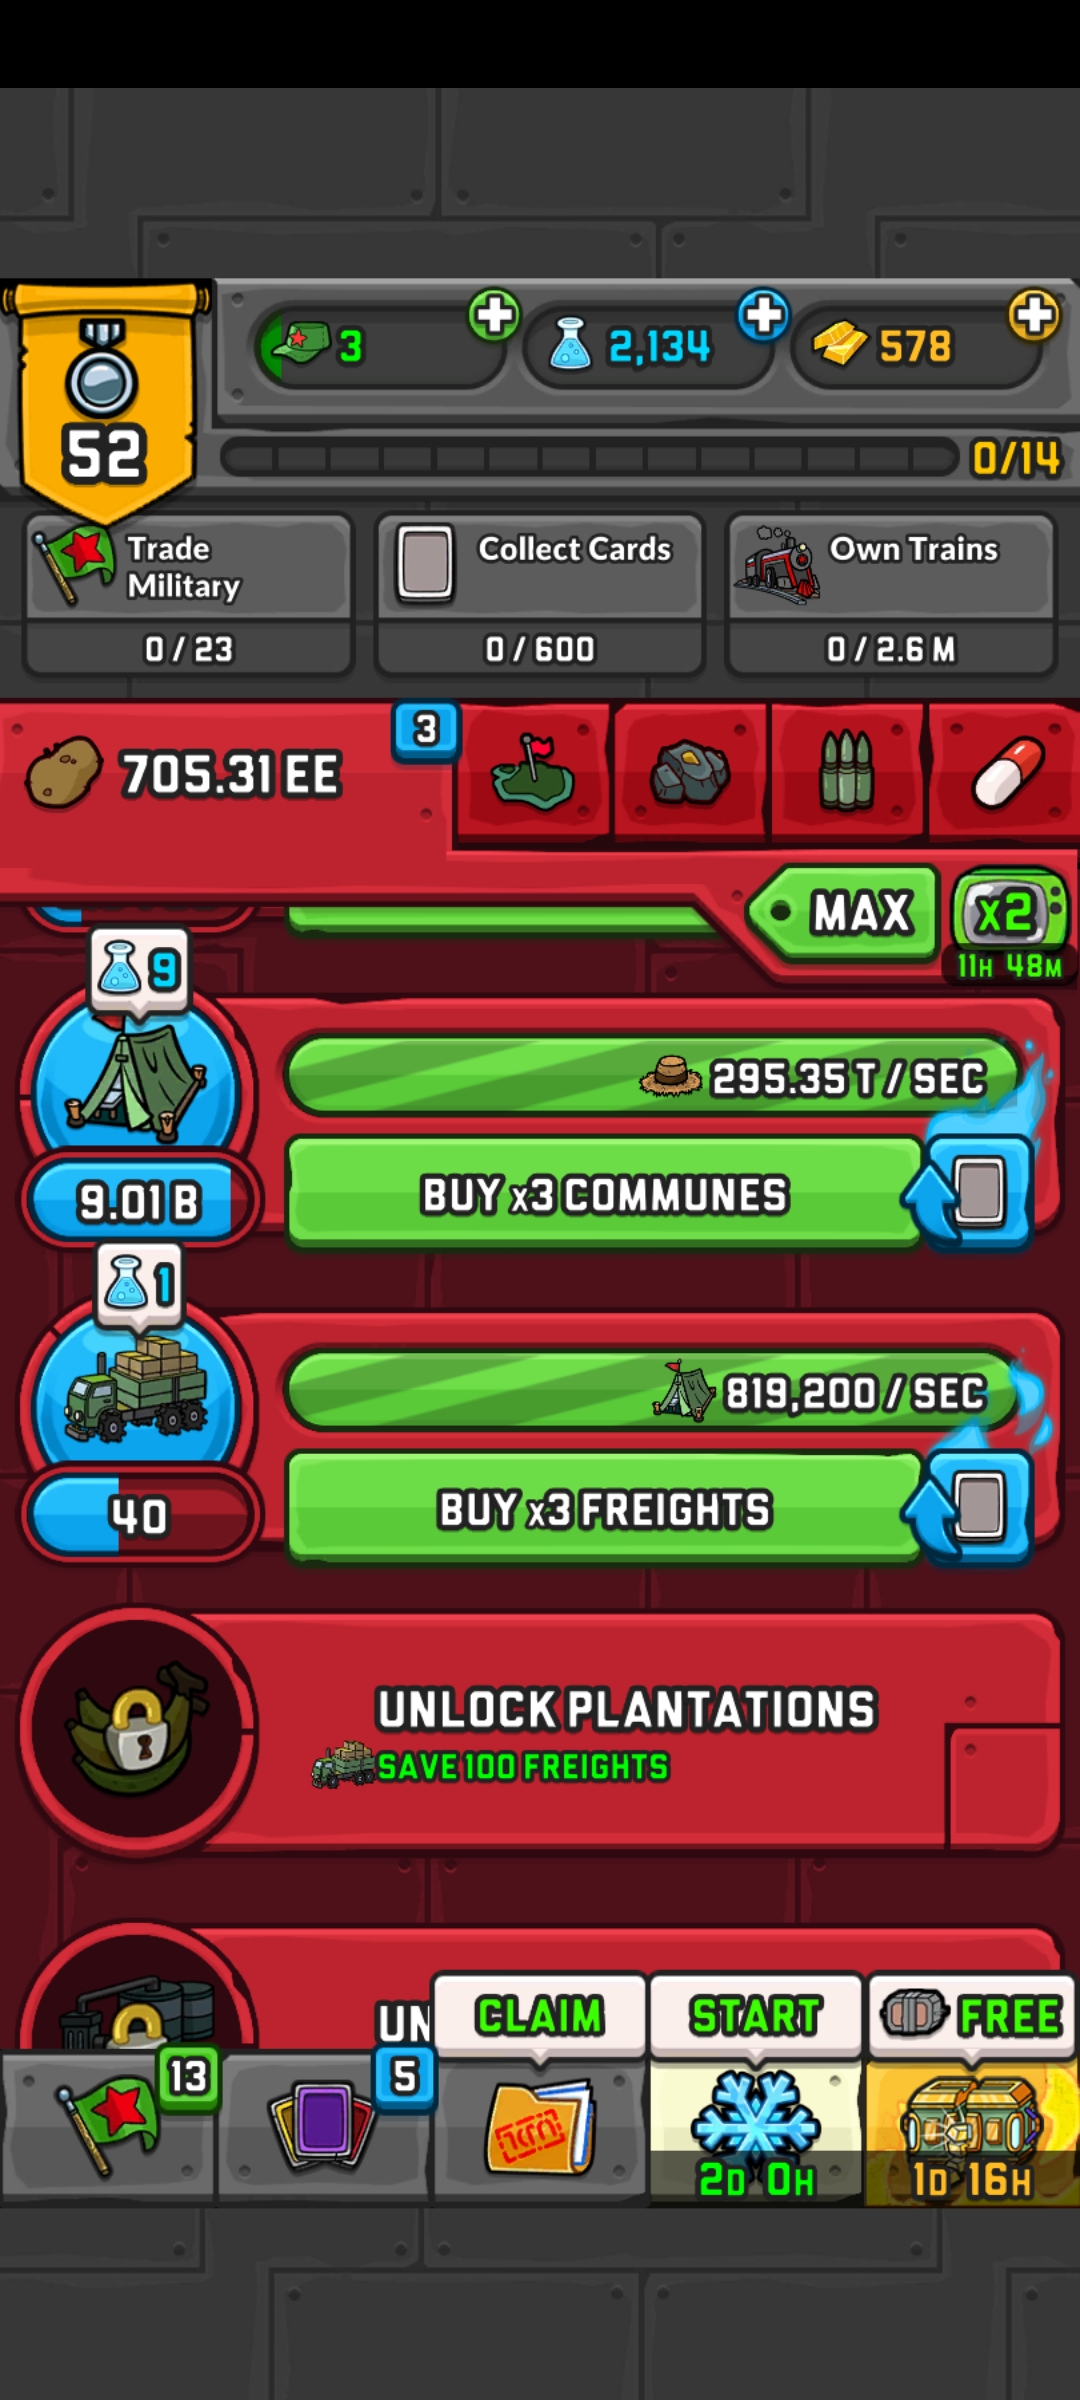 3
2,134
578
52
0/14
Trade
Military
0 / 23
Collect Cards
0 / 600
Own Trains
0 / 2.6 M
705.31 EE
3
MAX
x2
11H 48M
9
295.35 T / SEC
9.01 B
BUY x3 COMMUNES
1
819,200 / SEC
40
BUY x3 FREIGHTS
UNLOCK PLANTATIONS
SAVE 100 FREIGHTS
UN
CLAIM
START
FREE
13
5
2D 0H
1D 16H